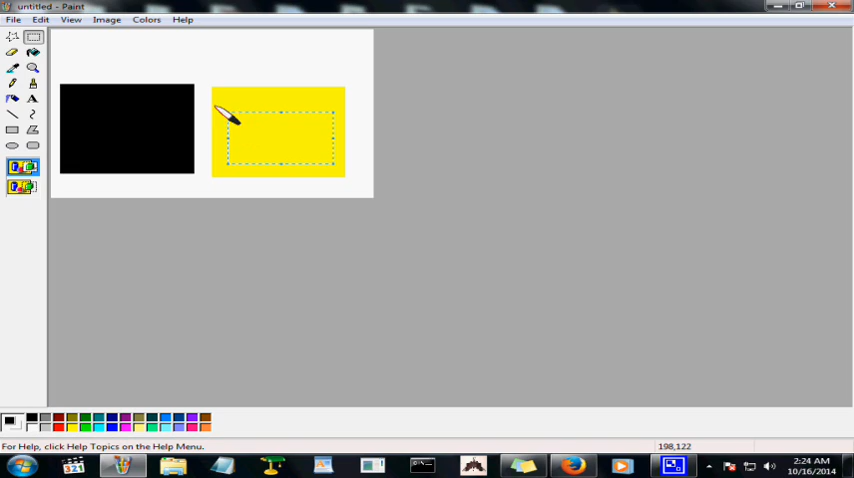 untitled - Paint
File Edit View Image Colors Help
A
For Help, click Help Topics on the Help Menu.
198,122
321
2:24 AM
10/16/2014